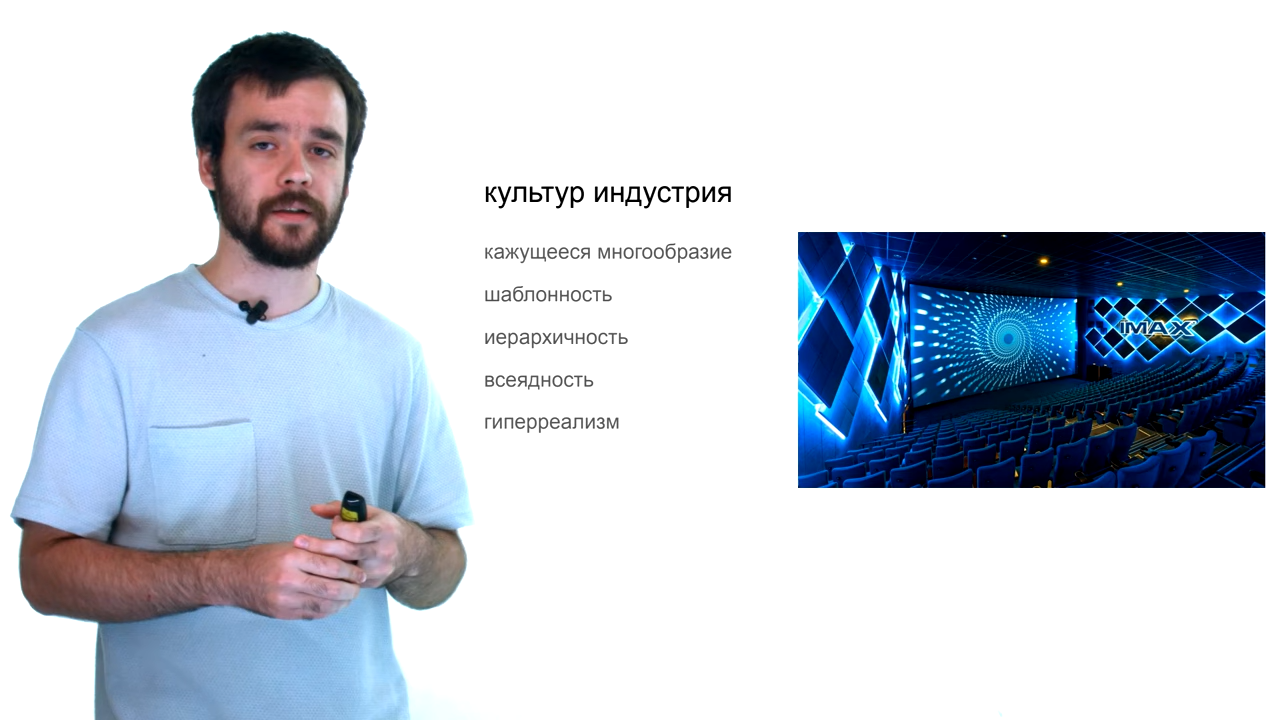 культур индустрия
кажущееся многообразие
шаблонность
иерархичность
всеядность
гиперреализм
IMAX